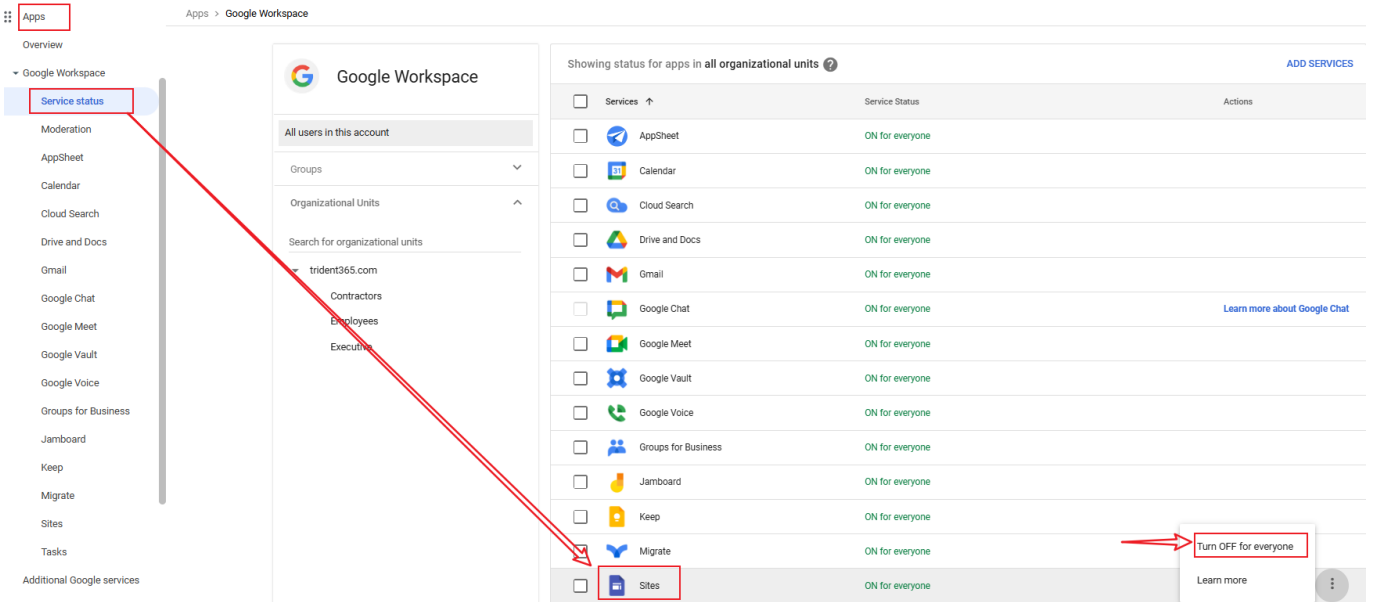 Apps
Overview
Google Workspace
Service status
Moderation
AppSheet
Calendar
Cloud Search
Drive and Docs
Gmail
Google Chat
Google Meet
Google Vault
Google Voice
Groups for Business
Jamboard
Keep
Migrate
Sites
Tasks
Additional Google services
Apps > Google Workspace
Google Workspace
All users in this account
Groups
Organizational Units
Search for organizational units
trident365.com
Contractors
Employees
Executive
Showing status for apps in all organizational units ? ADD SERVICES
Services Service Status Actions
AppSheet ON for everyone
31 Calendar ON for everyone
Cloud Search ON for everyone
Drive and Docs ON for everyone
Gmail ON for everyone
Google Chat ON for everyone Learn more about Google Chat
Google Meet ON for everyone
Google Vault ON for everyone
Google Voice ON for everyone
Groups for Business ON for everyone
Jamboard ON for everyone
Keep ON for everyone
Migrate ON for everyone
Sites ON for everyone
Turn OFF for everyone
Learn more